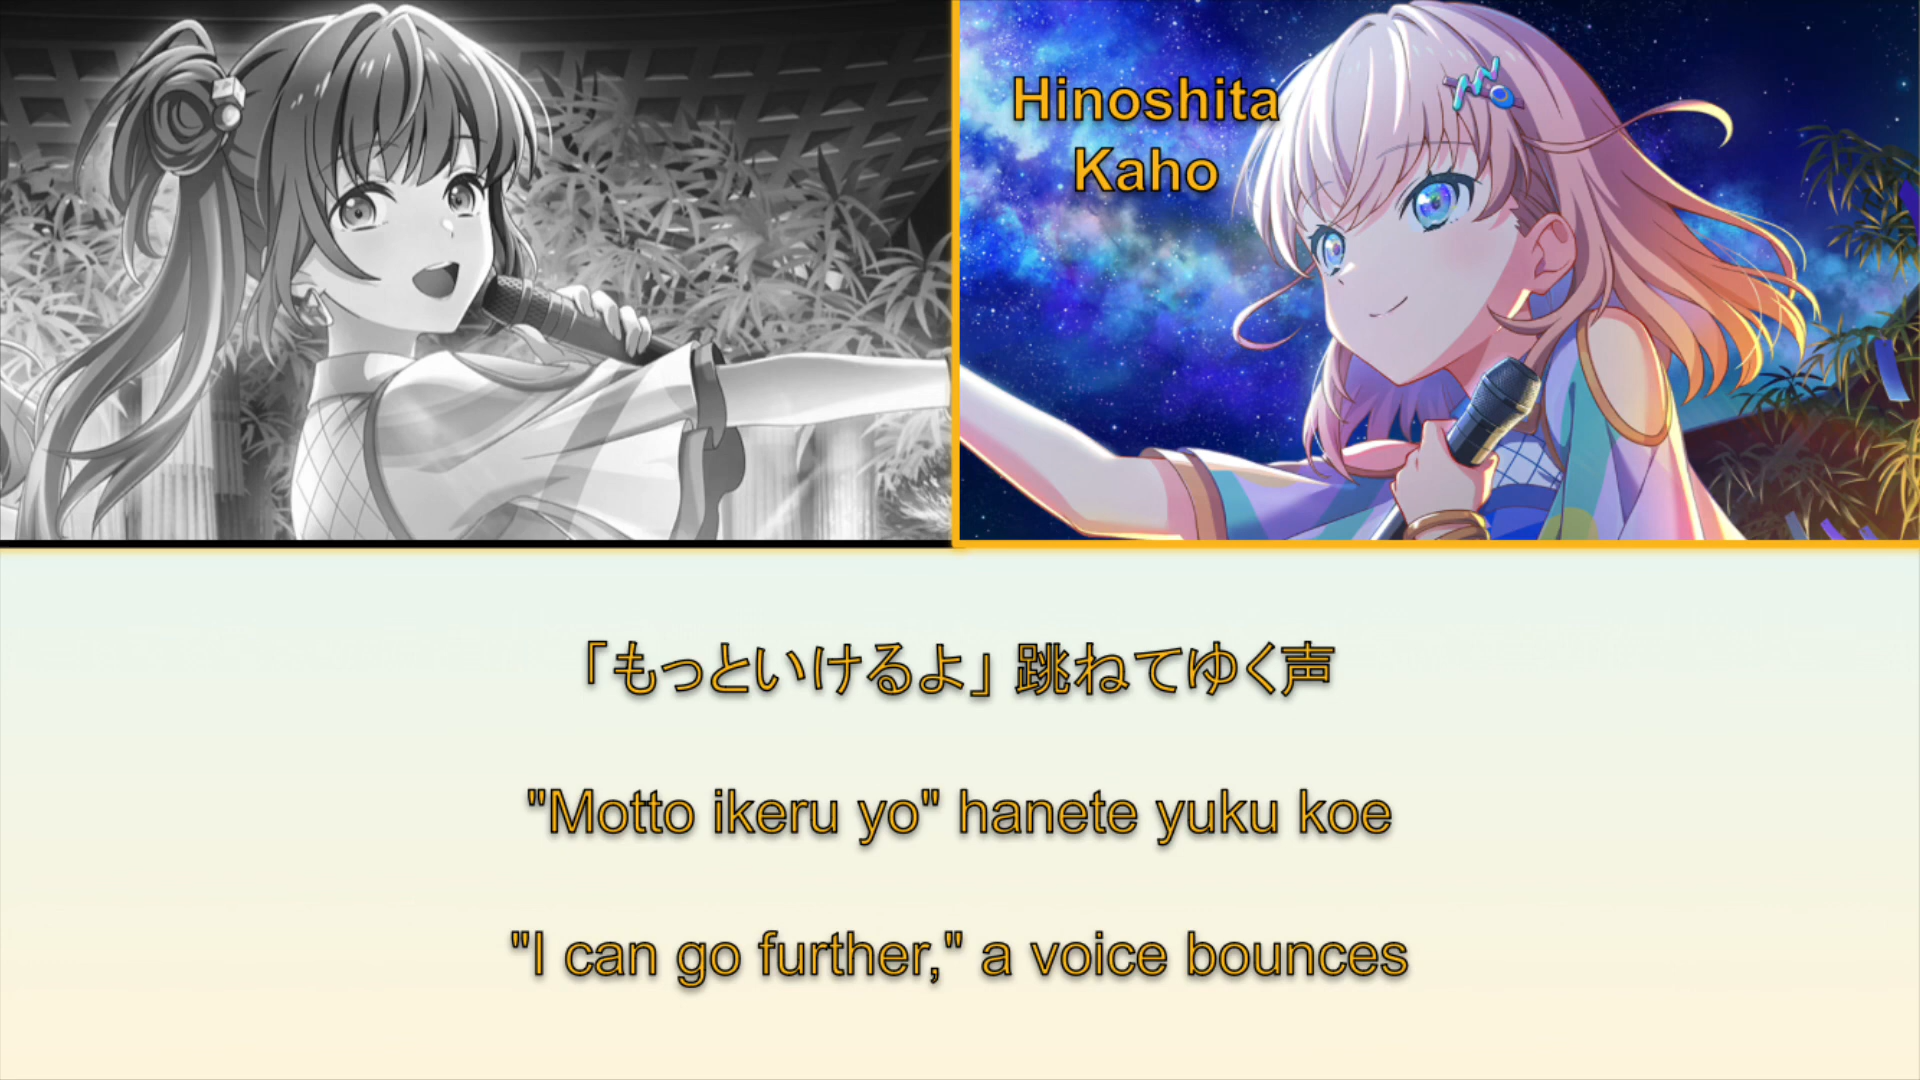 Hinoshita
Kaho
「もっといけるよ」 跳ねてゆく声
"Motto ikeru yo" hanete yuku koe
"I can go further," a voice bounces